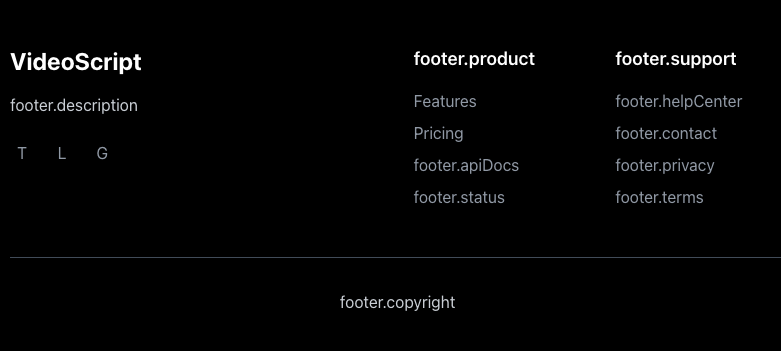 VideoScript
footer.description
T L G
footer.product
Features
Pricing
footer.apiDocs
footer.status
footer.support
footer.helpCenter
footer.contact
footer.privacy
footer.terms
footer.copyright